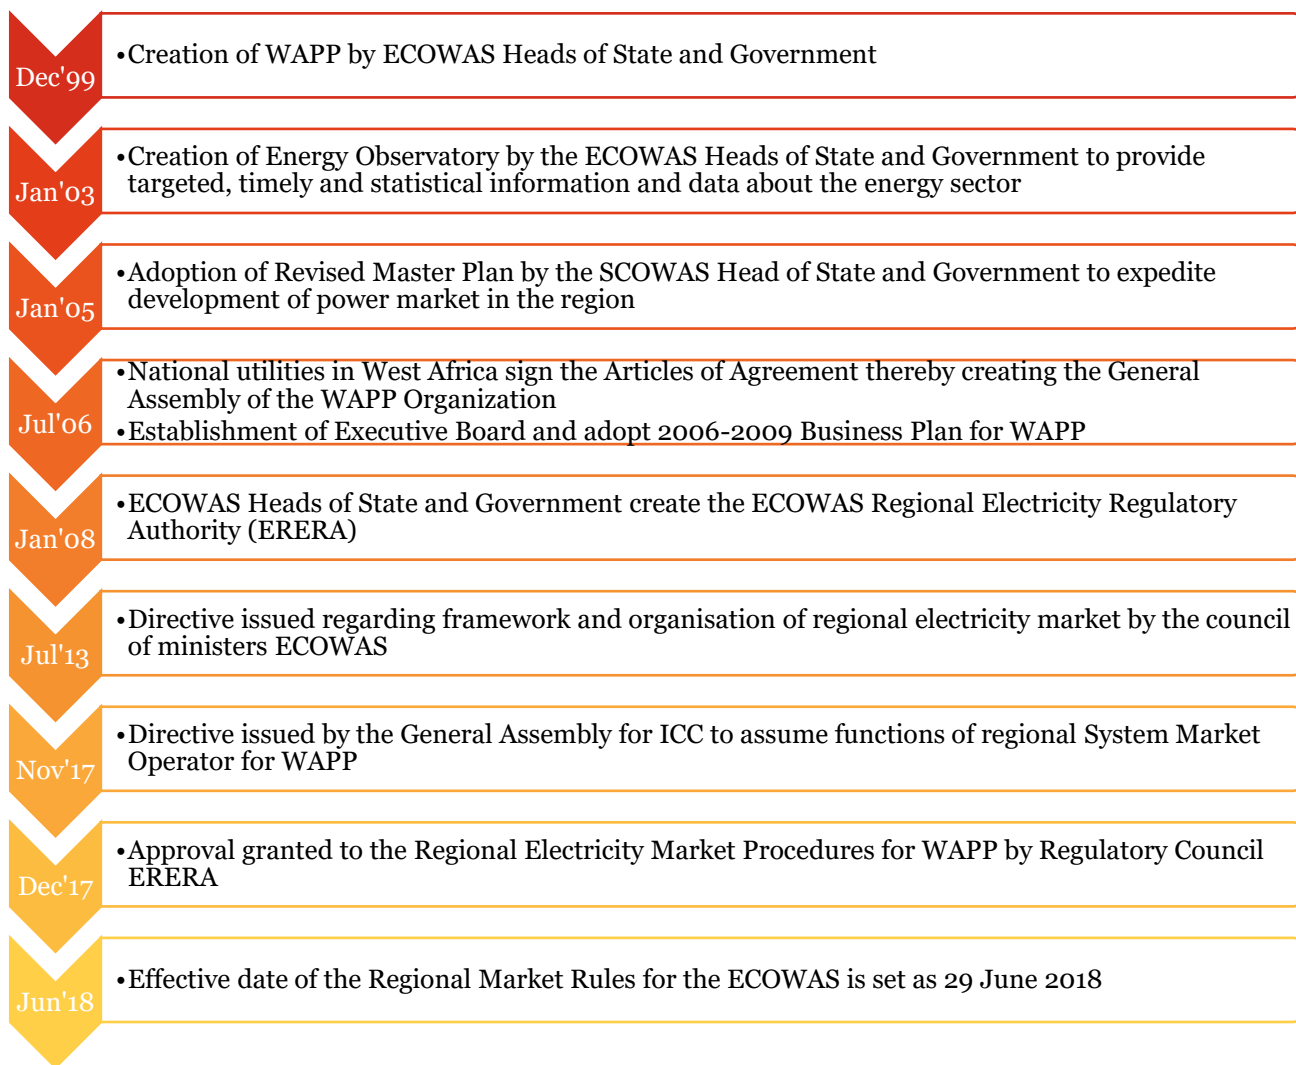 Dec'99
•Creation of WAPP by ECOWAS Heads of State and Government
Jan'03
•Creation of Energy Observatory by the ECOWAS Heads of State and Government to provide
targeted, timely and statistical information and data about the energy sector
Jan'05
•Adoption of Revised Master Plan by the SCOWAS Head of State and Government to expedite
development of power market in the region
Jul'06
•National utilities in West Africa sign the Articles of Agreement thereby creating the General
Assembly of the WAPP Organization
•Establishment of Executive Board and adopt 2006-2009 Business Plan for WAPP
Jan'08
•ECOWAS Heads of State and Government create the ECOWAS Regional Electricity Regulatory
Authority (ERERA)
Jul'13
•Directive issued regarding framework and organisation of regional electricity market by the council
of ministers ECOWAS
Nov'17
•Directive issued by the General Assembly for ICC to assume functions of regional System Market
Operator for WAPP
Dec'17
•Approval granted to the Regional Electricity Market Procedures for WAPP by Regulatory Council
ERERA
Jun'18
•Effective date of the Regional Market Rules for the ECOWAS is set as 29 June 2018